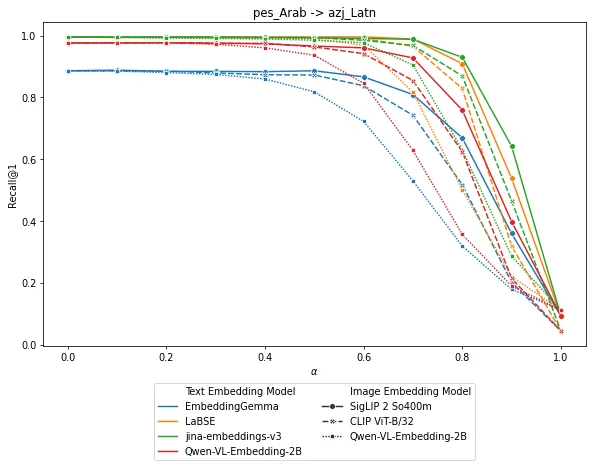 pes_Arab -> azj_Latn
Recall@1
1.0
0.8
0.6
0.4
0.2
0.0
0.0 0.2 0.4 0.6 0.8 1.0
α
Text Embedding Model
EmbeddingGemma
LaBSE
jina-embeddings-v3
Qwen-VL-Embedding-2B
Image Embedding Model
SigLIP 2 So400m
CLIP ViT-B/32
Qwen-VL-Embedding-2B